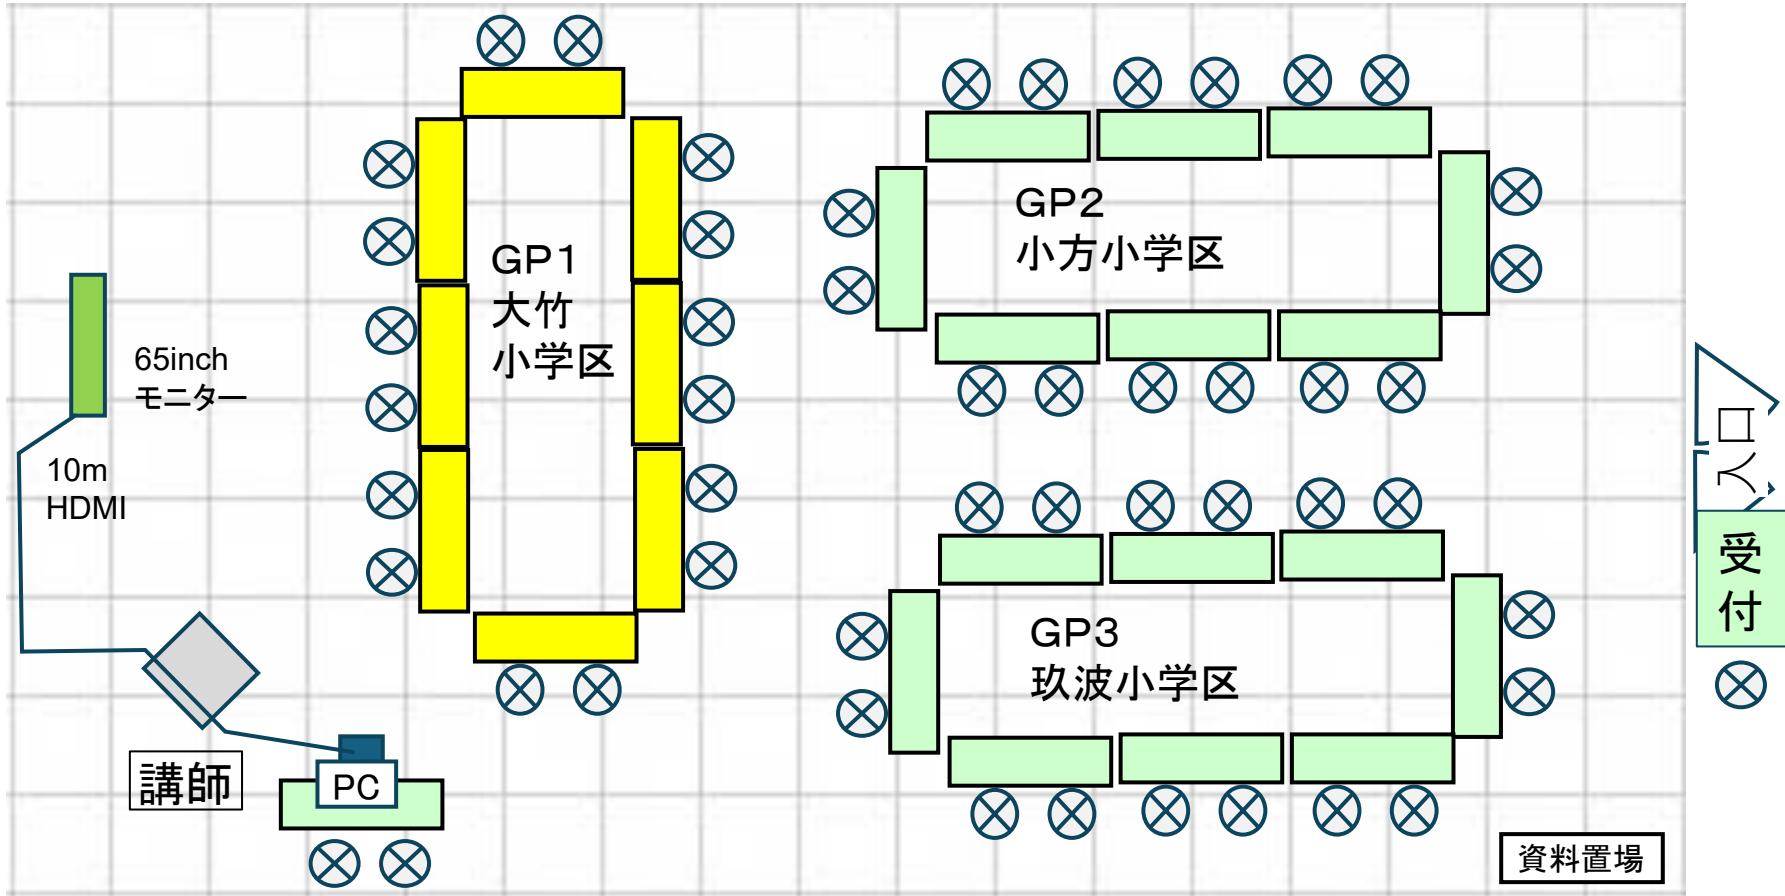 GP1
大竹
小学区
GP2
小方小学区
65inch
モニター
10m
HDMI
入口
受
付
GP3
玖波小学区
講師
PC
資料置場